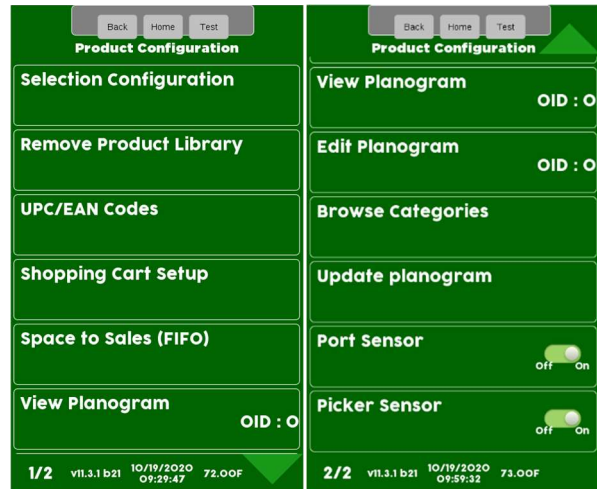 Back Home Test
Product Configuration
Selection Configuration
Remove Product Library
UPC/EAN Codes
Shopping Cart Setup
Space to Sales (FIFO)
View Planogram
OID : 0
1/2 v11.3.1 b21 10/19/2020 09:29:47 72.00F
Back Home Test
Product Configuration
View Planogram
OID : 0
Edit Planogram
OID : 0
Browse Categories
Update planogram
Port Sensor
Off On
Picker Sensor
Off On
2/2 v11.3.1 b21 10/19/2020 09:59:32 73.00F